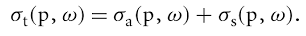 σₜ(p, ω) = σₐ(p, ω) + σₛ(p, ω).